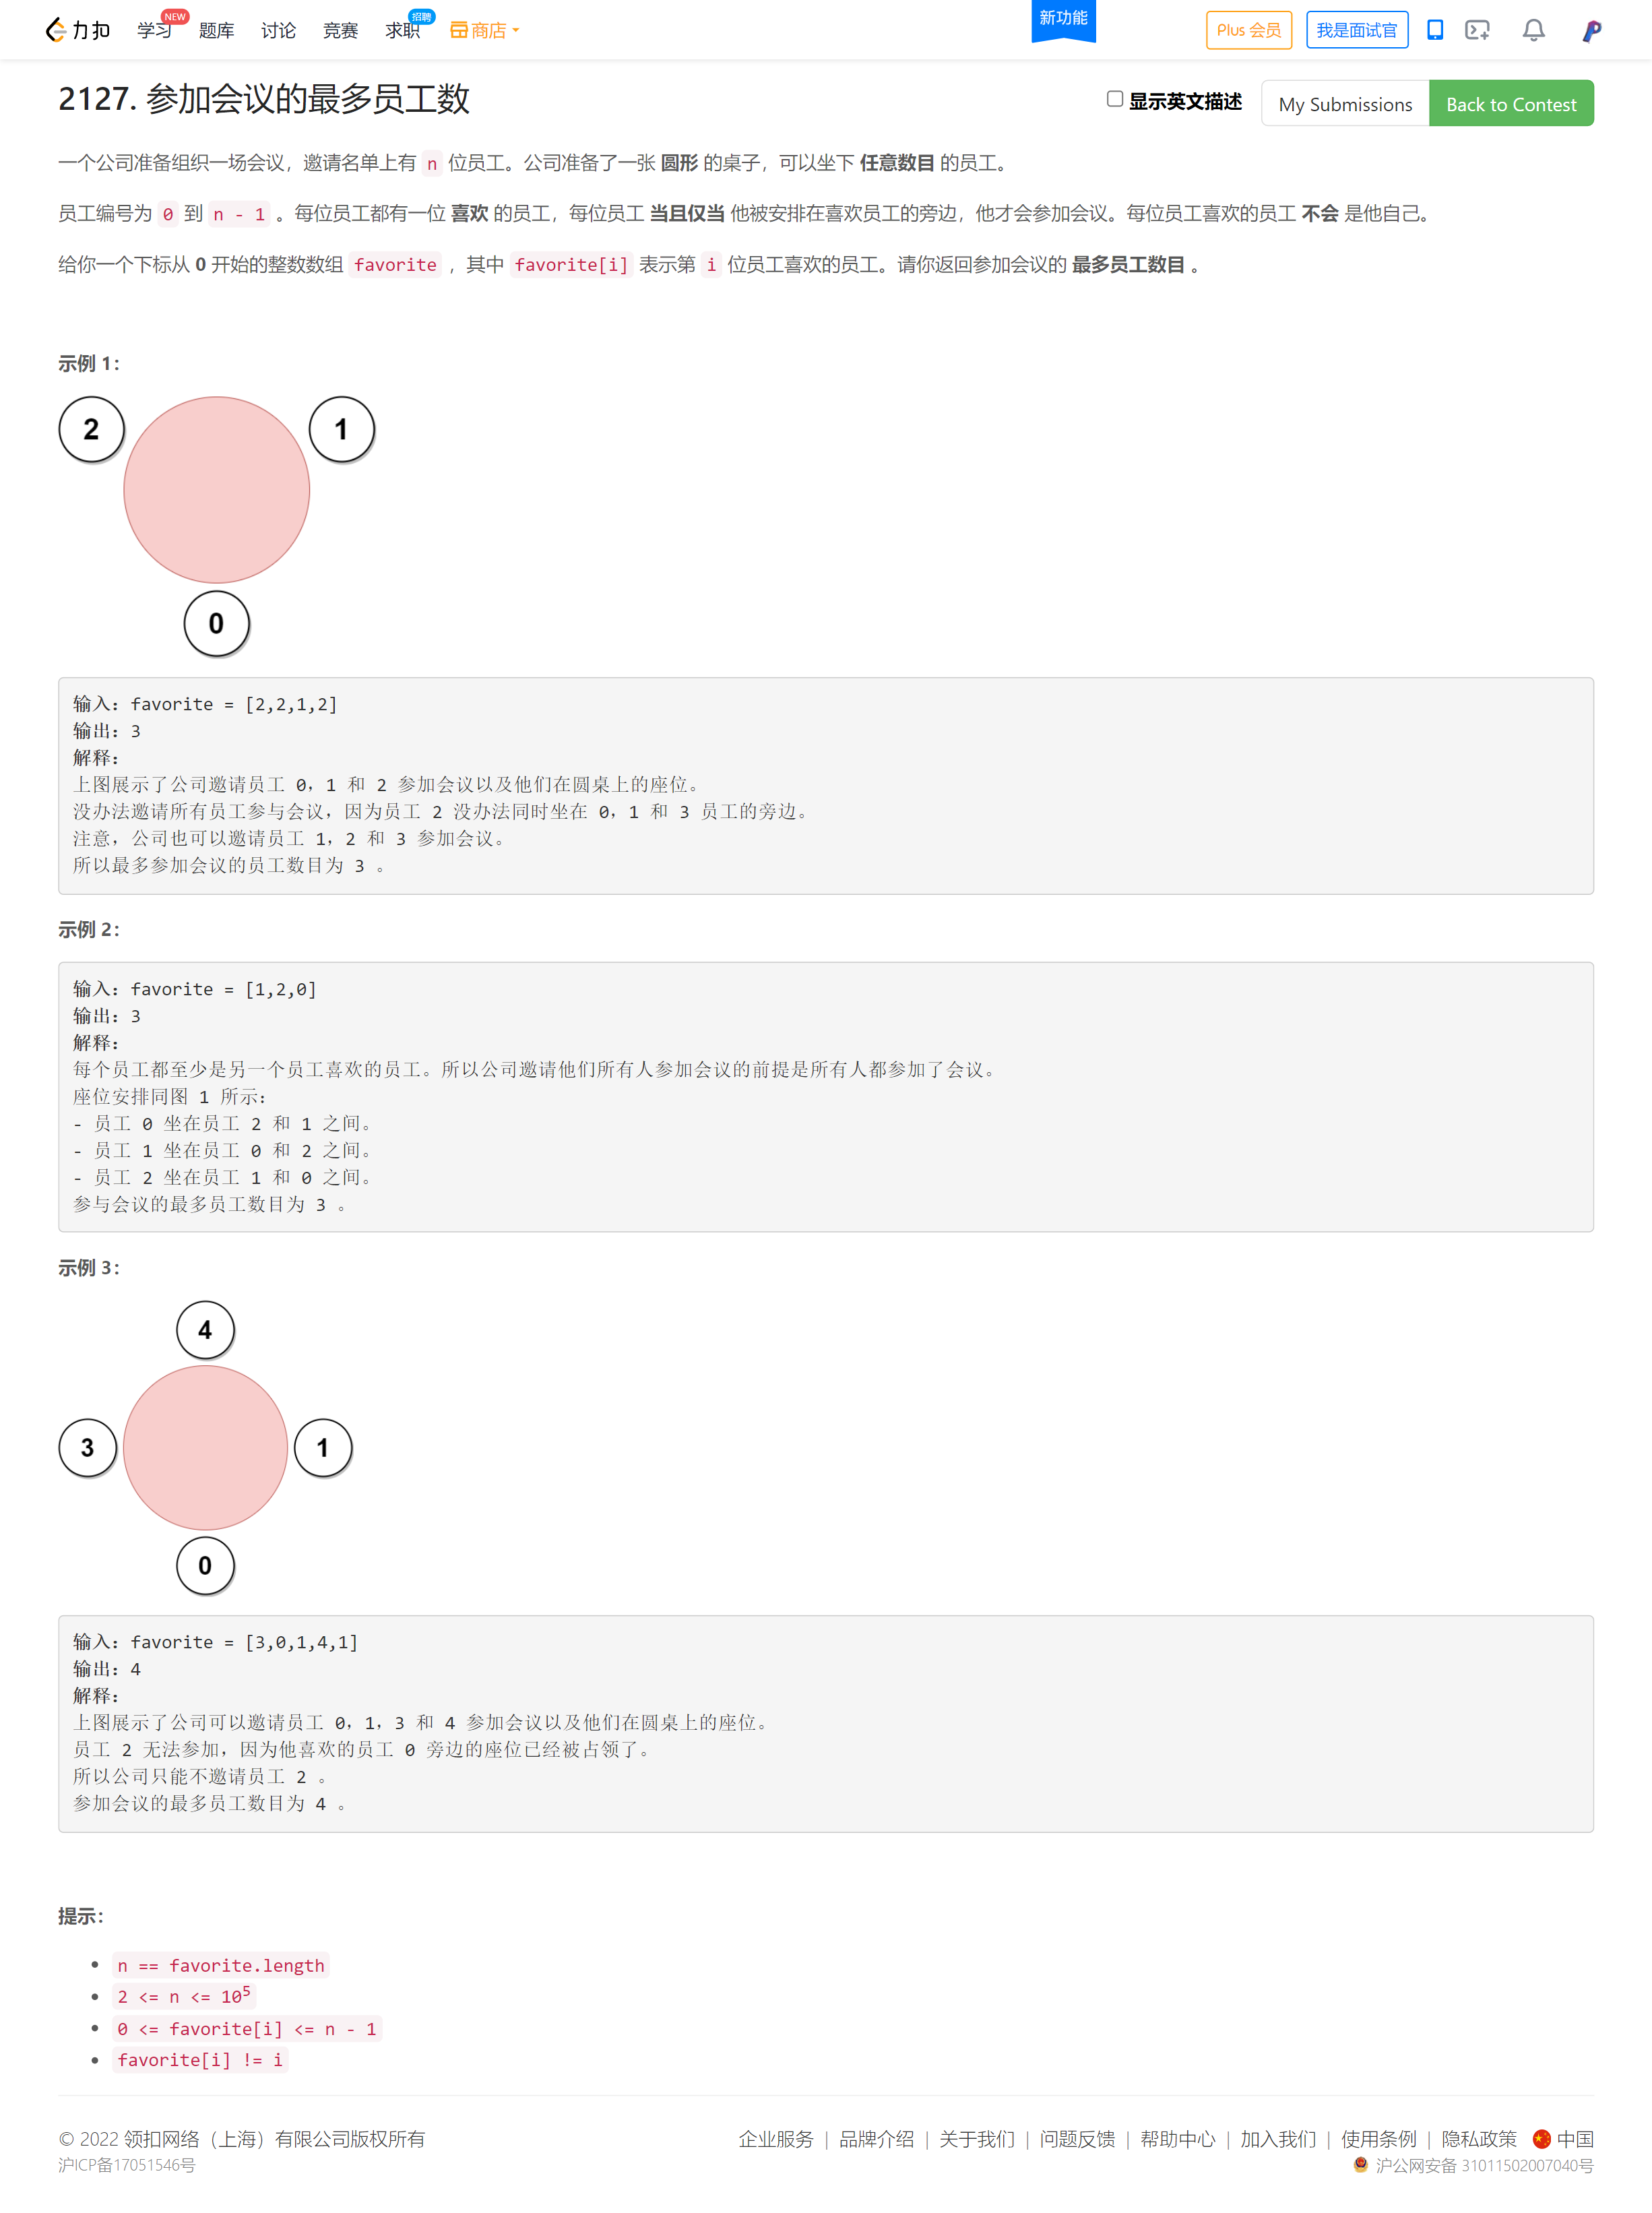 力扣 学习 NEW 题库 讨论 竞赛 求职 招聘 商店 新功能 Plus 会员 我是面试官
2127. 参加会议的最多员工数 显示英文描述 My Submissions Back to Contest
一个公司准备组织一场会议，邀请名单上有 n 位员工。公司准备了一张 圆形 的桌子，可以坐下 任意数目 的员工。
员工编号为 0 到 n - 1 。每位员工都有一位 喜欢 的员工，每位员工 当且仅当 他被安排在喜欢员工的旁边，他才会参加会议。每位员工喜欢的员工 不会 是他自己。
给你一个下标从 0 开始的整数数组 favorite ，其中 favorite[i] 表示第 i 位员工喜欢的员工。请你返回参加会议的 最多员工数目 。
示例 1：
2 1
0
输入：favorite = [2,2,1,2]
输出：3
解释：
上图展示了公司邀请员工 0，1 和 2 参加会议以及他们在圆桌上的座位。
没办法邀请所有员工参与会议，因为员工 2 没办法同时坐在 0，1 和 3 员工的旁边。
注意，公司也可以邀请员工 1，2 和 3 参加会议。
所以最多参加会议的员工数目为 3 。
示例 2：
输入：favorite = [1,2,0]
输出：3
解释：
每个员工都至少是另一个员工喜欢的员工。所以公司邀请他们所有人参加会议的前提是所有人都参加了会议。
座位安排同图 1 所示：
- 员工 0 坐在员工 2 和 1 之间。
- 员工 1 坐在员工 0 和 2 之间。
- 员工 2 坐在员工 1 和 0 之间。
参与会议的最多员工数目为 3 。
示例 3：
4
3 1
0
输入：favorite = [3,0,1,4,1]
输出：4
解释：
上图展示了公司可以邀请员工 0，1，3 和 4 参加会议以及他们在圆桌上的座位。
员工 2 无法参加，因为他喜欢的员工 0 旁边的座位已经被占领了。
所以公司只能不邀请员工 2 。
参加会议的最多员工数目为 4 。
提示：
• n == favorite.length
• 2 <= n <= 10⁵
• 0 <= favorite[i] <= n - 1
• favorite[i] != i
© 2022 领扣网络（上海）有限公司版权所有 企业服务 | 品牌介绍 | 关于我们 | 问题反馈 | 帮助中心 | 加入我们 | 使用条例 | 隐私政策 中国
沪ICP备17051546号 沪公网安备 31011502007040号